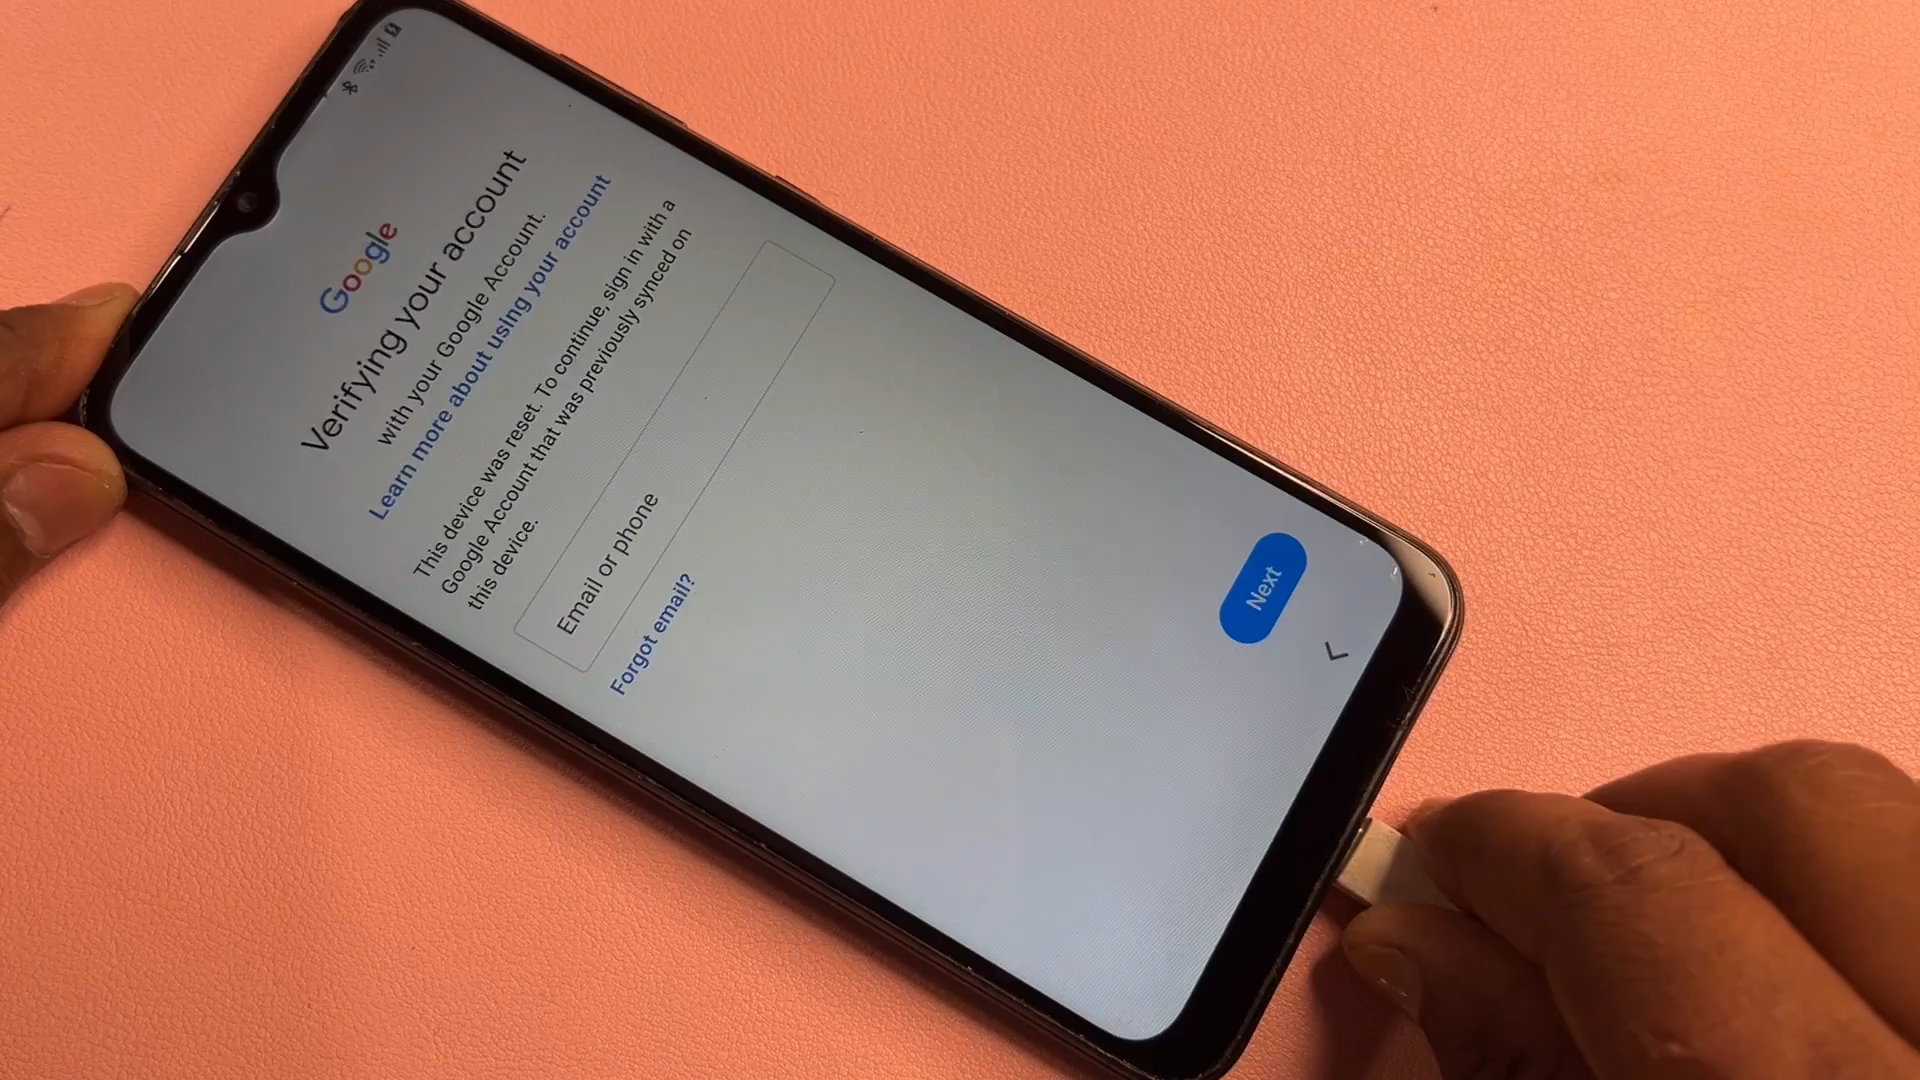 Google
Verifying your account
with your Google Account.
Learn more about using your account
This device was reset. To continue, sign in with a
Google Account that was previously synced on
this device.
Email or phone
Forgot email?
Next